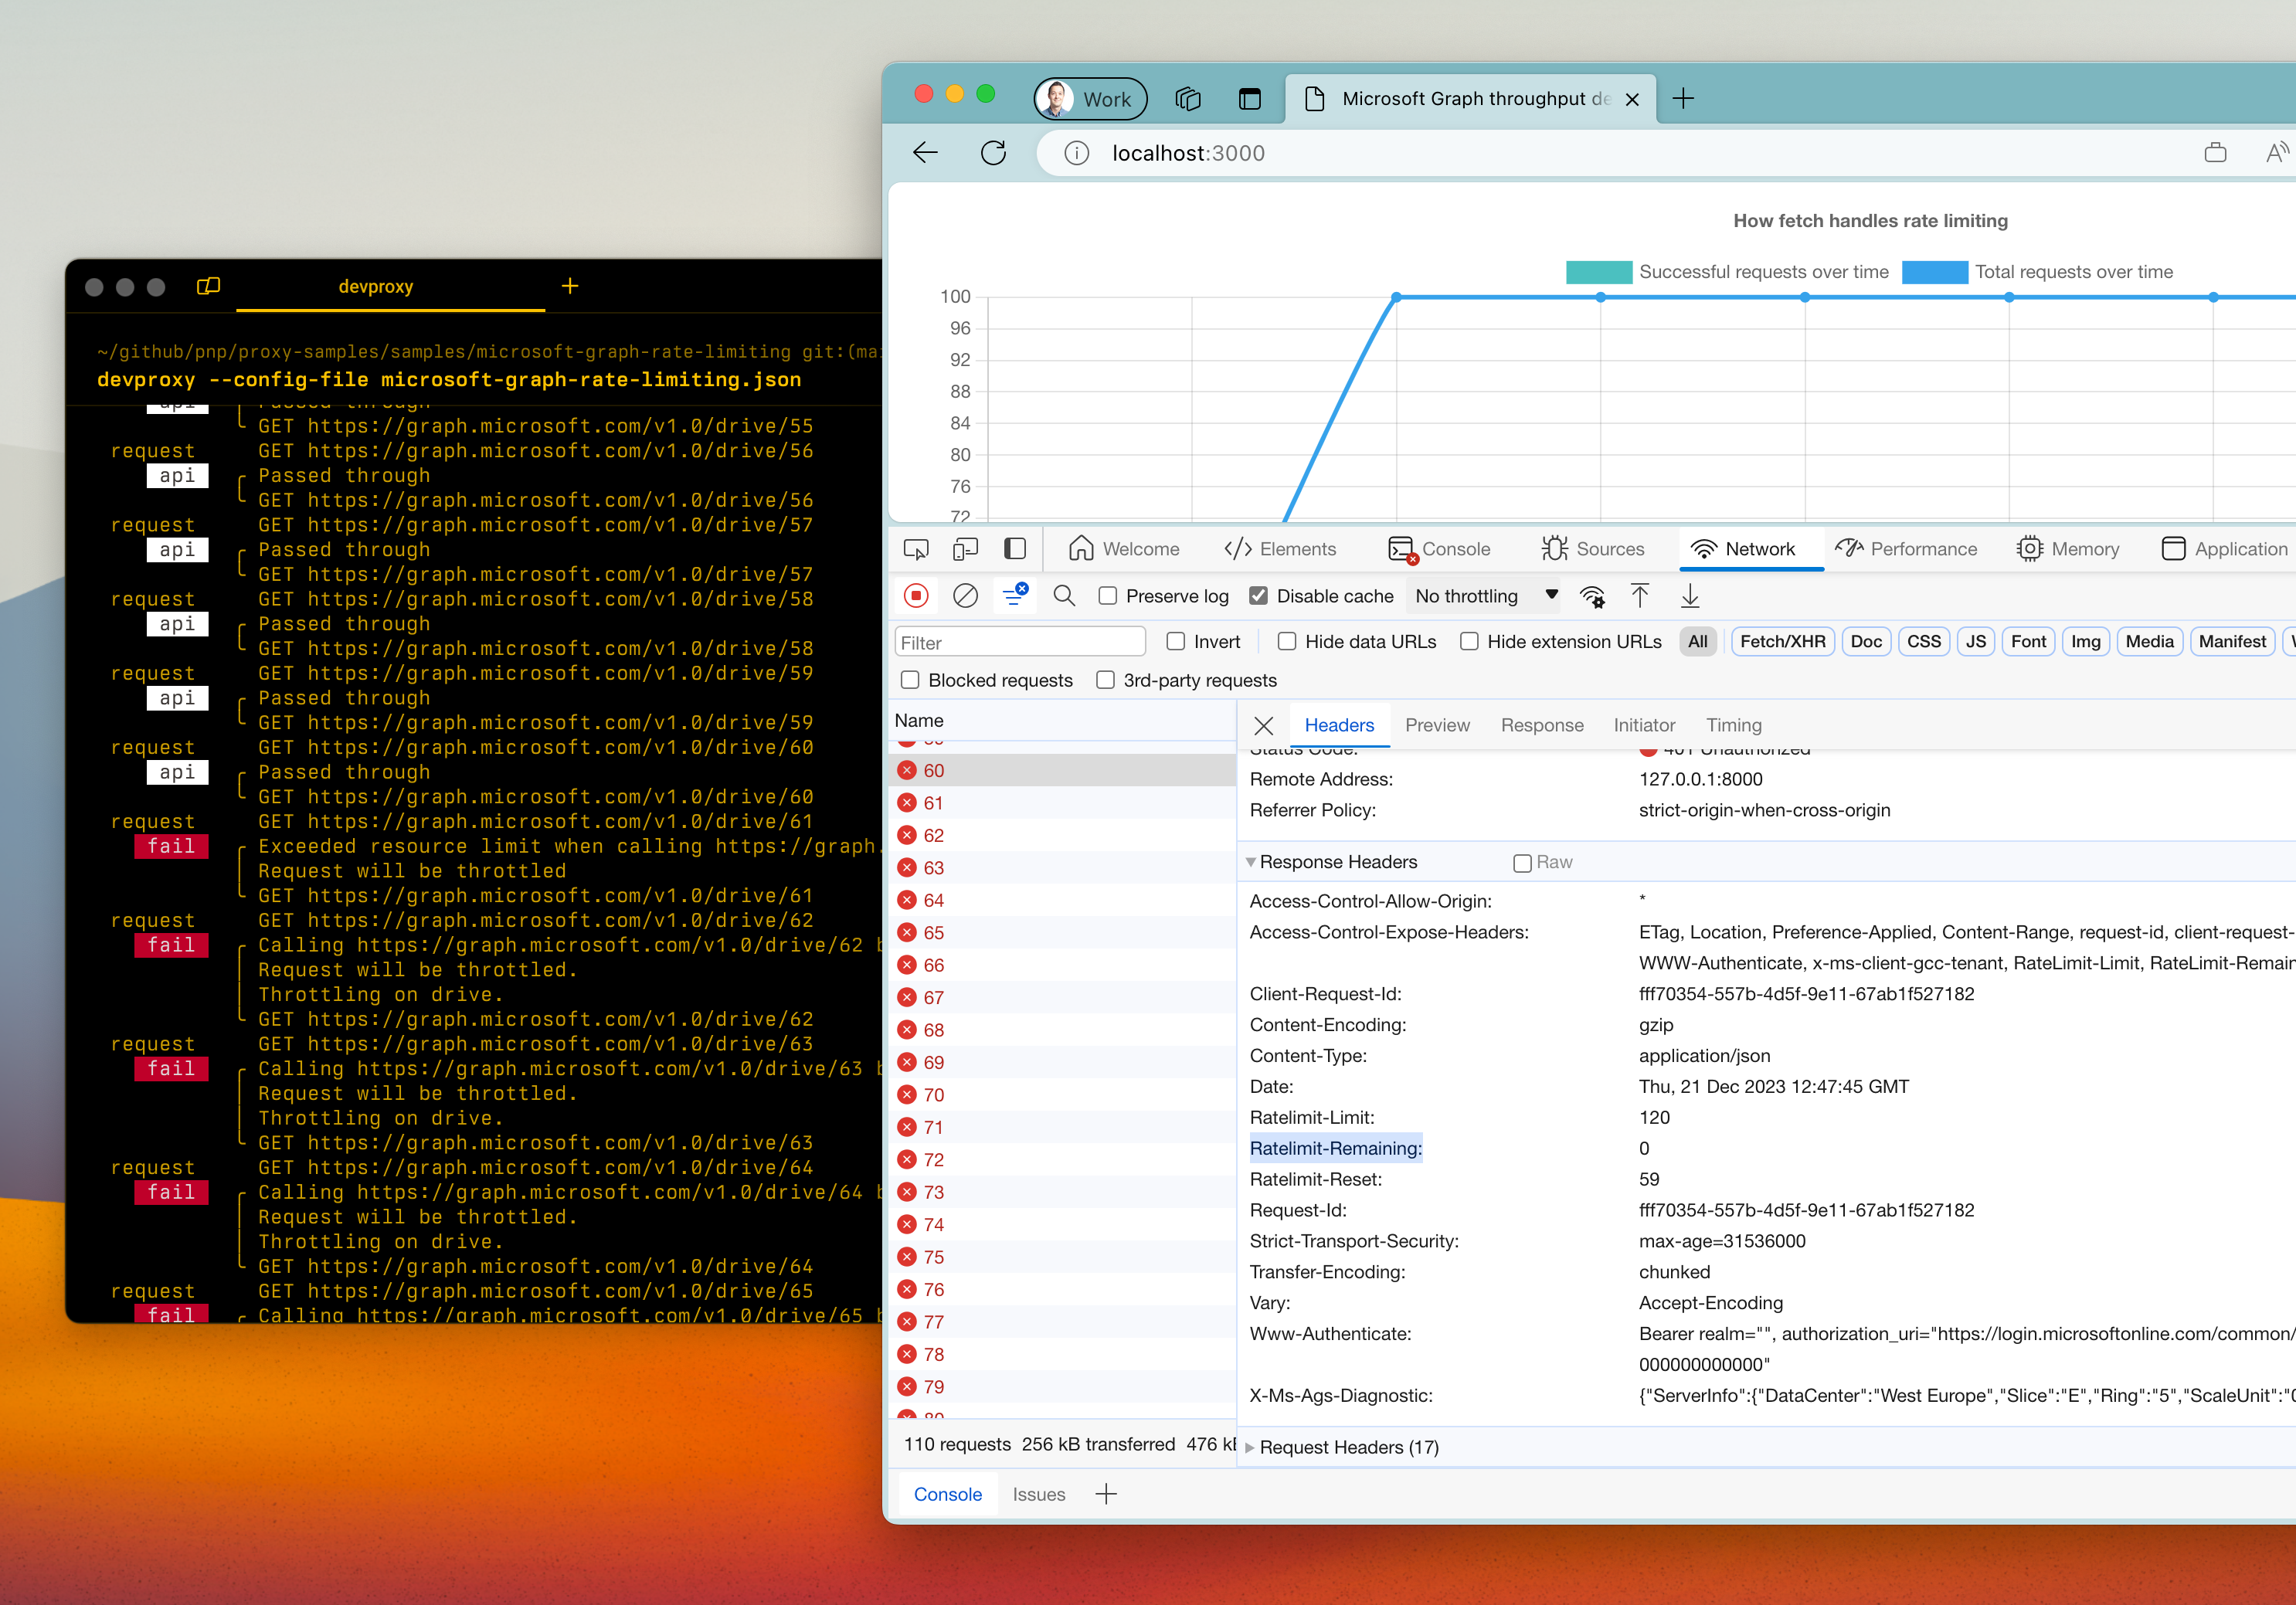 devproxy
~/github/pnp/proxy-samples/samples/microsoft-graph-rate-limiting git:(mai
devproxy --config-file microsoft-graph-rate-limiting.json
api Passed through
GET https://graph.microsoft.com/v1.0/drive/55
request GET https://graph.microsoft.com/v1.0/drive/56
api Passed through
GET https://graph.microsoft.com/v1.0/drive/56
request GET https://graph.microsoft.com/v1.0/drive/57
api Passed through
GET https://graph.microsoft.com/v1.0/drive/57
request GET https://graph.microsoft.com/v1.0/drive/58
api Passed through
GET https://graph.microsoft.com/v1.0/drive/58
request GET https://graph.microsoft.com/v1.0/drive/59
api Passed through
GET https://graph.microsoft.com/v1.0/drive/59
request GET https://graph.microsoft.com/v1.0/drive/60
api Passed through
GET https://graph.microsoft.com/v1.0/drive/60
request GET https://graph.microsoft.com/v1.0/drive/61
fail Exceeded resource limit when calling https://graph.
Request will be throttled
GET https://graph.microsoft.com/v1.0/drive/61
request GET https://graph.microsoft.com/v1.0/drive/62
fail Calling https://graph.microsoft.com/v1.0/drive/62 b
Request will be throttled.
Throttling on drive.
GET https://graph.microsoft.com/v1.0/drive/62
request GET https://graph.microsoft.com/v1.0/drive/63
fail Calling https://graph.microsoft.com/v1.0/drive/63 b
Request will be throttled.
Throttling on drive.
GET https://graph.microsoft.com/v1.0/drive/63
request GET https://graph.microsoft.com/v1.0/drive/64
fail Calling https://graph.microsoft.com/v1.0/drive/64 b
Request will be throttled.
Throttling on drive.
GET https://graph.microsoft.com/v1.0/drive/64
request GET https://graph.microsoft.com/v1.0/drive/65
fail Calling https://graph.microsoft.com/v1.0/drive/65 b
Work Microsoft Graph throughput de
localhost:3000
How fetch handles rate limiting
Successful requests over time Total requests over time
100
96
92
88
84
80
76
72
Welcome Elements Console Sources Network Performance Memory Application
Preserve log Disable cache No throttling
Filter Invert Hide data URLs Hide extension URLs All Fetch/XHR Doc CSS JS Font Img Media Manifest
Blocked requests 3rd-party requests
Name
60
61
62
63
64
65
66
67
68
69
70
71
72
73
74
75
76
77
78
79
80
110 requests 256 kB transferred 476 kB
Headers Preview Response Initiator Timing
Status Code: 401 Unauthorized
Remote Address: 127.0.0.1:8000
Referrer Policy: strict-origin-when-cross-origin
Response Headers Raw
Access-Control-Allow-Origin: *
Access-Control-Expose-Headers: ETag, Location, Preference-Applied, Content-Range, request-id, client-request-
WWW-Authenticate, x-ms-client-gcc-tenant, RateLimit-Limit, RateLimit-Remain
Client-Request-Id: fff70354-557b-4d5f-9e11-67ab1f527182
Content-Encoding: gzip
Content-Type: application/json
Date: Thu, 21 Dec 2023 12:47:45 GMT
Ratelimit-Limit: 120
Ratelimit-Remaining: 0
Ratelimit-Reset: 59
Request-Id: fff70354-557b-4d5f-9e11-67ab1f527182
Strict-Transport-Security: max-age=31536000
Transfer-Encoding: chunked
Vary: Accept-Encoding
Www-Authenticate: Bearer realm="", authorization_uri="https://login.microsoftonline.com/common/
000000000000"
X-Ms-Ags-Diagnostic: {"ServerInfo":{"DataCenter":"West Europe","Slice":"E","Ring":"5","ScaleUnit":"0
Request Headers (17)
Console Issues